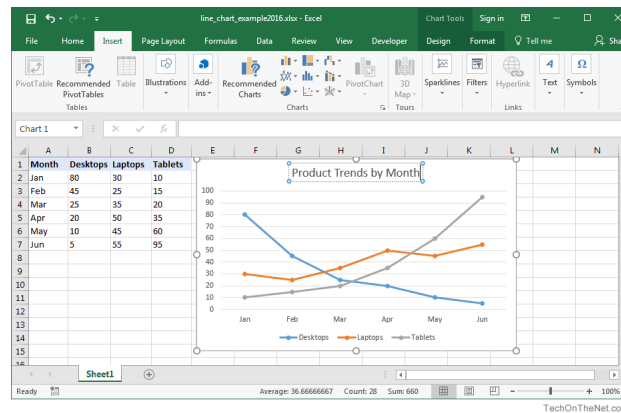 line_chart_example2016.xlsx - Excel Chart Tools Sign in
File Home Insert Page Layout Formulas Data Review View Developer Design Format Tell me Sha
PivotTable Recommended PivotTables Table Illustrations Add-ins Recommended Charts PivotChart 3D Map Sparklines Filters Hyperlink Text Symbols
Tables Charts Tours Links
Chart 1 fx
A B C D E F G H I J K L M N
1 Month Desktops Laptops Tablets
2 Jan 80 30 10
3 Feb 45 25 15
4 Mar 25 35 20
5 Apr 20 50 35
6 May 10 45 60
7 Jun 5 55 95
8
9
10
11
12
13
14
15
16
Product Trends by Month
100
90
80
70
60
50
40
30
20
10
0
Jan Feb Mar Apr May Jun
Desktops Laptops Tablets
Sheet1
Ready Average: 36.66666667 Count: 28 Sum: 660 100%
TechOnTheNet.co